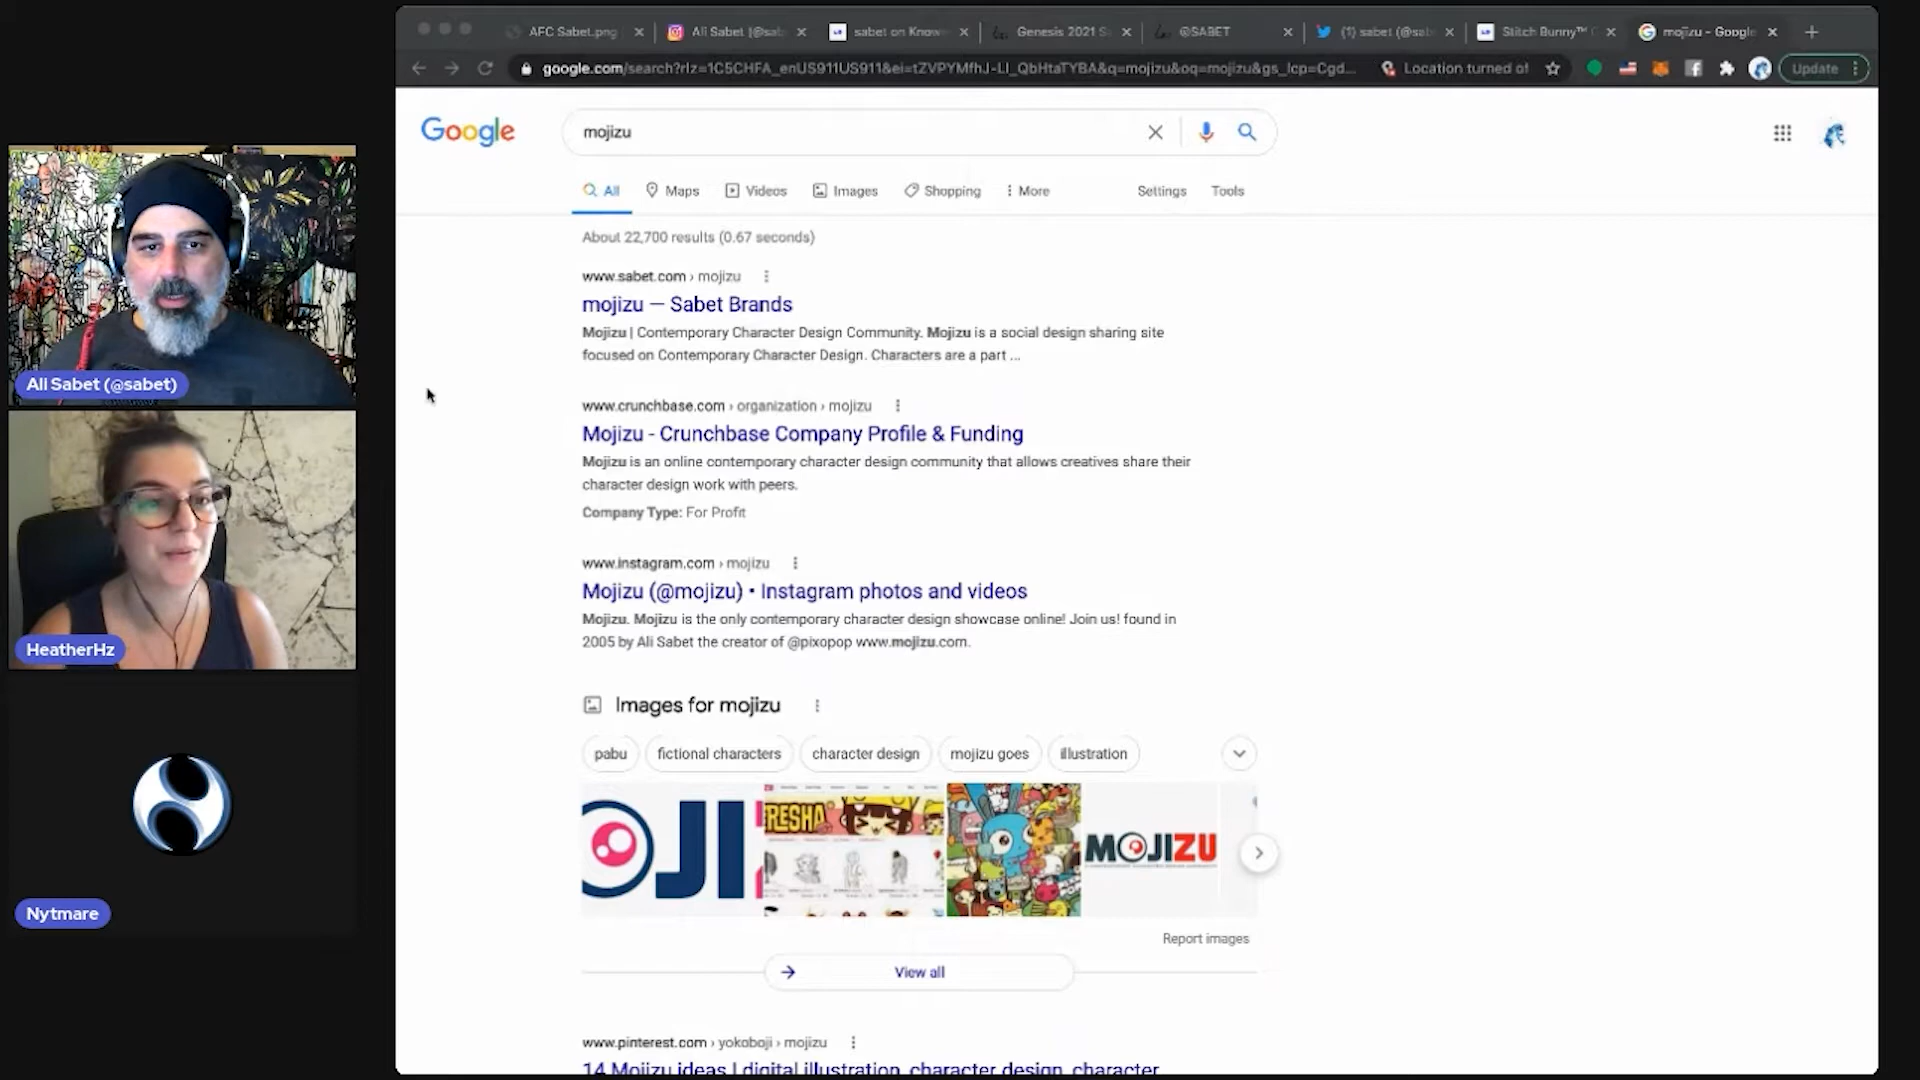 AFC Sabet.png
Ali Sabet (@sab
sabet on Know
Genesis 2021 S
@SABET
(1) sabet (@sab
Stitch Bunny™
mojizu - Google
google.com/search?rlz=1C5CHFA_enUS911US911&ei=tZVPYMfhJ-LI_QbHtaTYBA&q=mojizu&oq=mojizu&gs_lcp=Cgd...
Location turned of
Update
Google
mojizu
All
Maps
Videos
Images
Shopping
More
Settings
Tools
About 22,700 results (0.67 seconds)
www.sabet.com › mojizu
mojizu — Sabet Brands
Mojizu | Contemporary Character Design Community. Mojizu is a social design sharing site
focused on Contemporary Character Design. Characters are a part ...
www.crunchbase.com › organization › mojizu
Mojizu - Crunchbase Company Profile & Funding
Mojizu is an online contemporary character design community that allows creatives share their
character design work with peers.
Company Type: For Profit
www.instagram.com › mojizu
Mojizu (@mojizu) • Instagram photos and videos
Mojizu. Mojizu is the only contemporary character design showcase online! Join us! found in
2005 by Ali Sabet the creator of @pixopop www.mojizu.com.
Images for mojizu
pabu
fictional characters
character design
mojizu goes
illustration
OJI
RESHA
MOJIZU
Report images
View all
www.pinterest.com › yokoboji › mojizu
14 Mojizu ideas | digital illustration, character design, character
Ali Sabet (@sabet)
HeatherHz
Nytmare